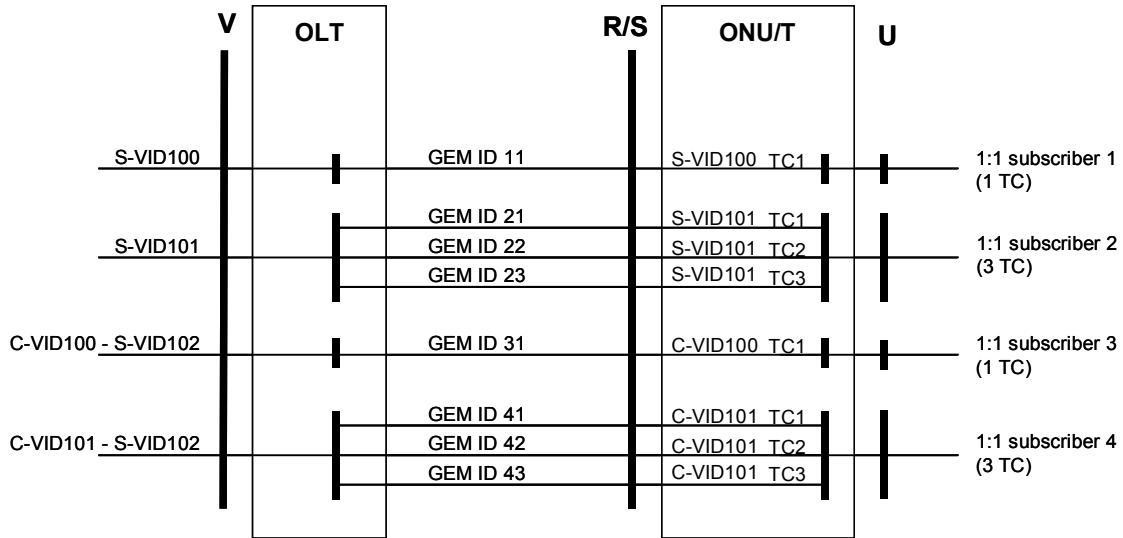 V OLT R/S ONU/T U
S-VID100 GEM ID 11 S-VID100 TC1 1:1 subscriber 1
(1 TC)
GEM ID 21 S-VID101 TC1
S-VID101 GEM ID 22 S-VID101 TC2 1:1 subscriber 2
(3 TC)
GEM ID 23 S-VID101 TC3
C-VID100 - S-VID102 GEM ID 31 C-VID100 TC1 1:1 subscriber 3
(1 TC)
GEM ID 41 C-VID101 TC1
C-VID101 - S-VID102 GEM ID 42 C-VID101 TC2 1:1 subscriber 4
(3 TC)
GEM ID 43 C-VID101 TC3